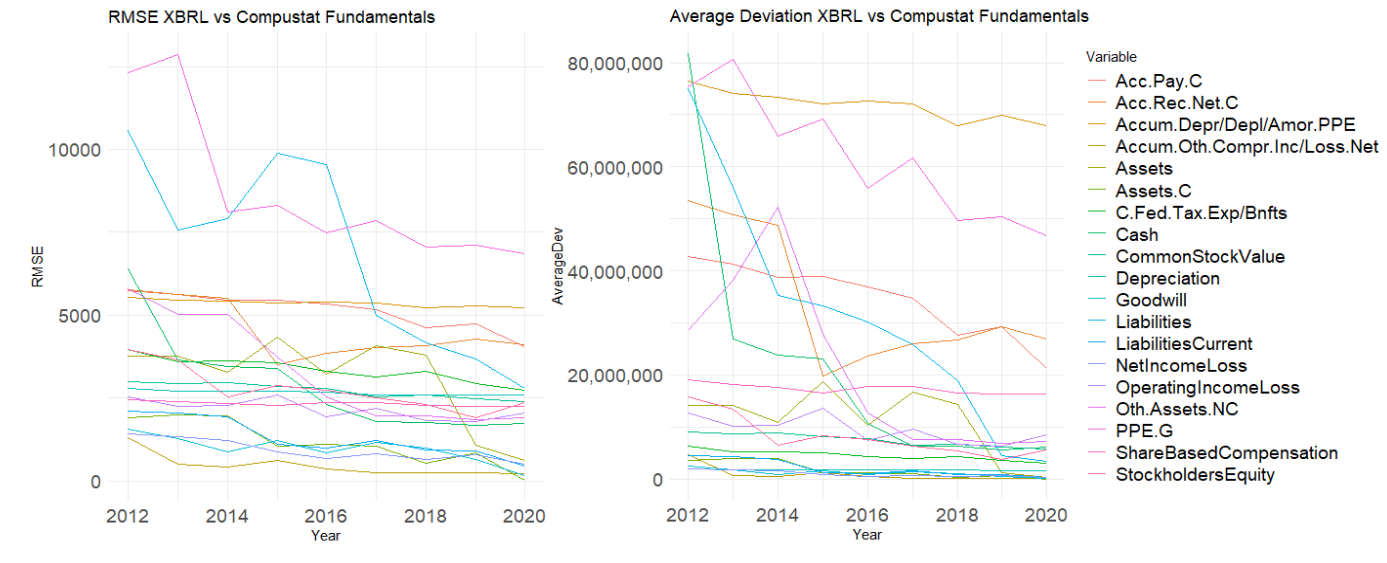 RMSE XBRL vs Compustat Fundamentals
RMSE
10000
5000
0
2012 2014 2016 2018 2020
Year
Average Deviation XBRL vs Compustat Fundamentals
AverageDev
80,000,000
60,000,000
40,000,000
20,000,000
0
2012 2014 2016 2018 2020
Year
Variable
Acc.Pay.C
Acc.Rec.Net.C
Accum.Depr/Depl/Amor.PPE
Accum.Oth.Compr.Inc/Loss.Net
Assets
Assets.C
C.Fed.Tax.Exp/Bnfts
Cash
CommonStockValue
Depreciation
Goodwill
Liabilities
LiabilitiesCurrent
NetIncomeLoss
OperatingIncomeLoss
Oth.Assets.NC
PPE.G
ShareBasedCompensation
StockholdersEquity